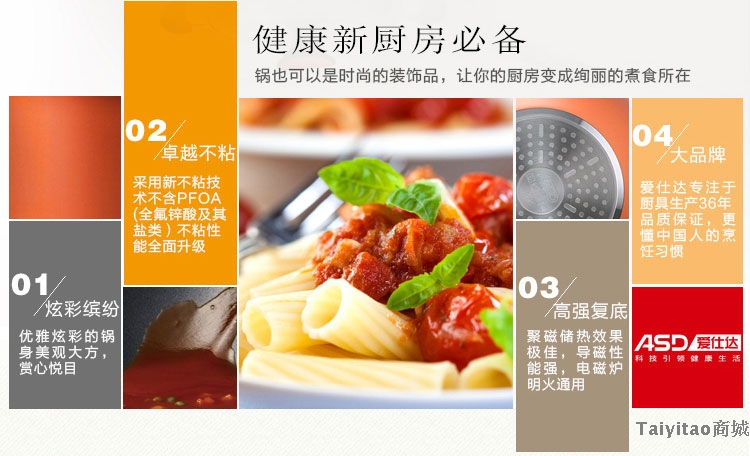 健康新厨房必备
锅也可以是时尚的装饰品，让你的厨房变成绚丽的煮食所在
01
炫彩缤纷
优雅炫彩的锅
身美观大方，
赏心悦目
02
卓越不粘
采用新不粘技
术不含PFOA
(全氟锌酸及其
盐类）不粘性
能全面升级
03
高强复底
聚磁储热效果
极佳，导磁性
能强，电磁炉
明火通用
04
大品牌
爱仕达专注于
厨具生产36年
品质保证，更
懂中国人的烹
饪习惯
ASD爱仕达
科技引领健康生活
Taiyitao商城